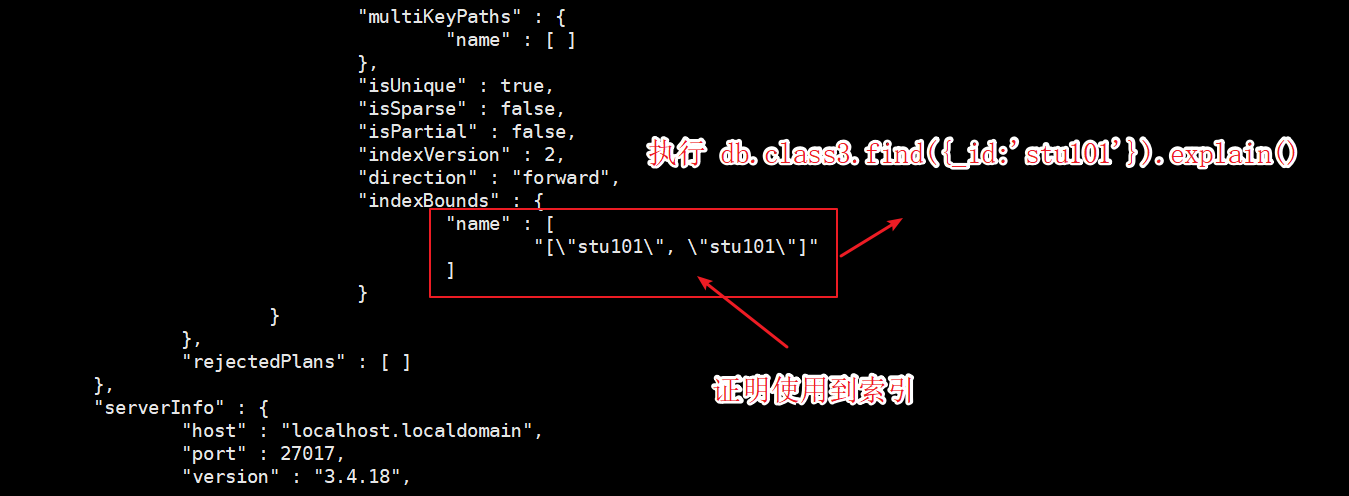 "multiKeyPaths" : {
"name" : [ ]
},
"isUnique" : true,
"isSparse" : false,
"isPartial" : false,
执行 db.class3.find({_id:'stu101'}).explain()
"indexVersion" : 2,
"direction" : "forward",
"indexBounds" : {
"name" : [
"[\"stu101\", \"stu101\"]"
]
}
}
},
"rejectedPlans" : [ ]
},
证明使用到索引
"serverInfo" : {
"host" : "localhost.localdomain",
"port" : 27017,
"version" : "3.4.18",